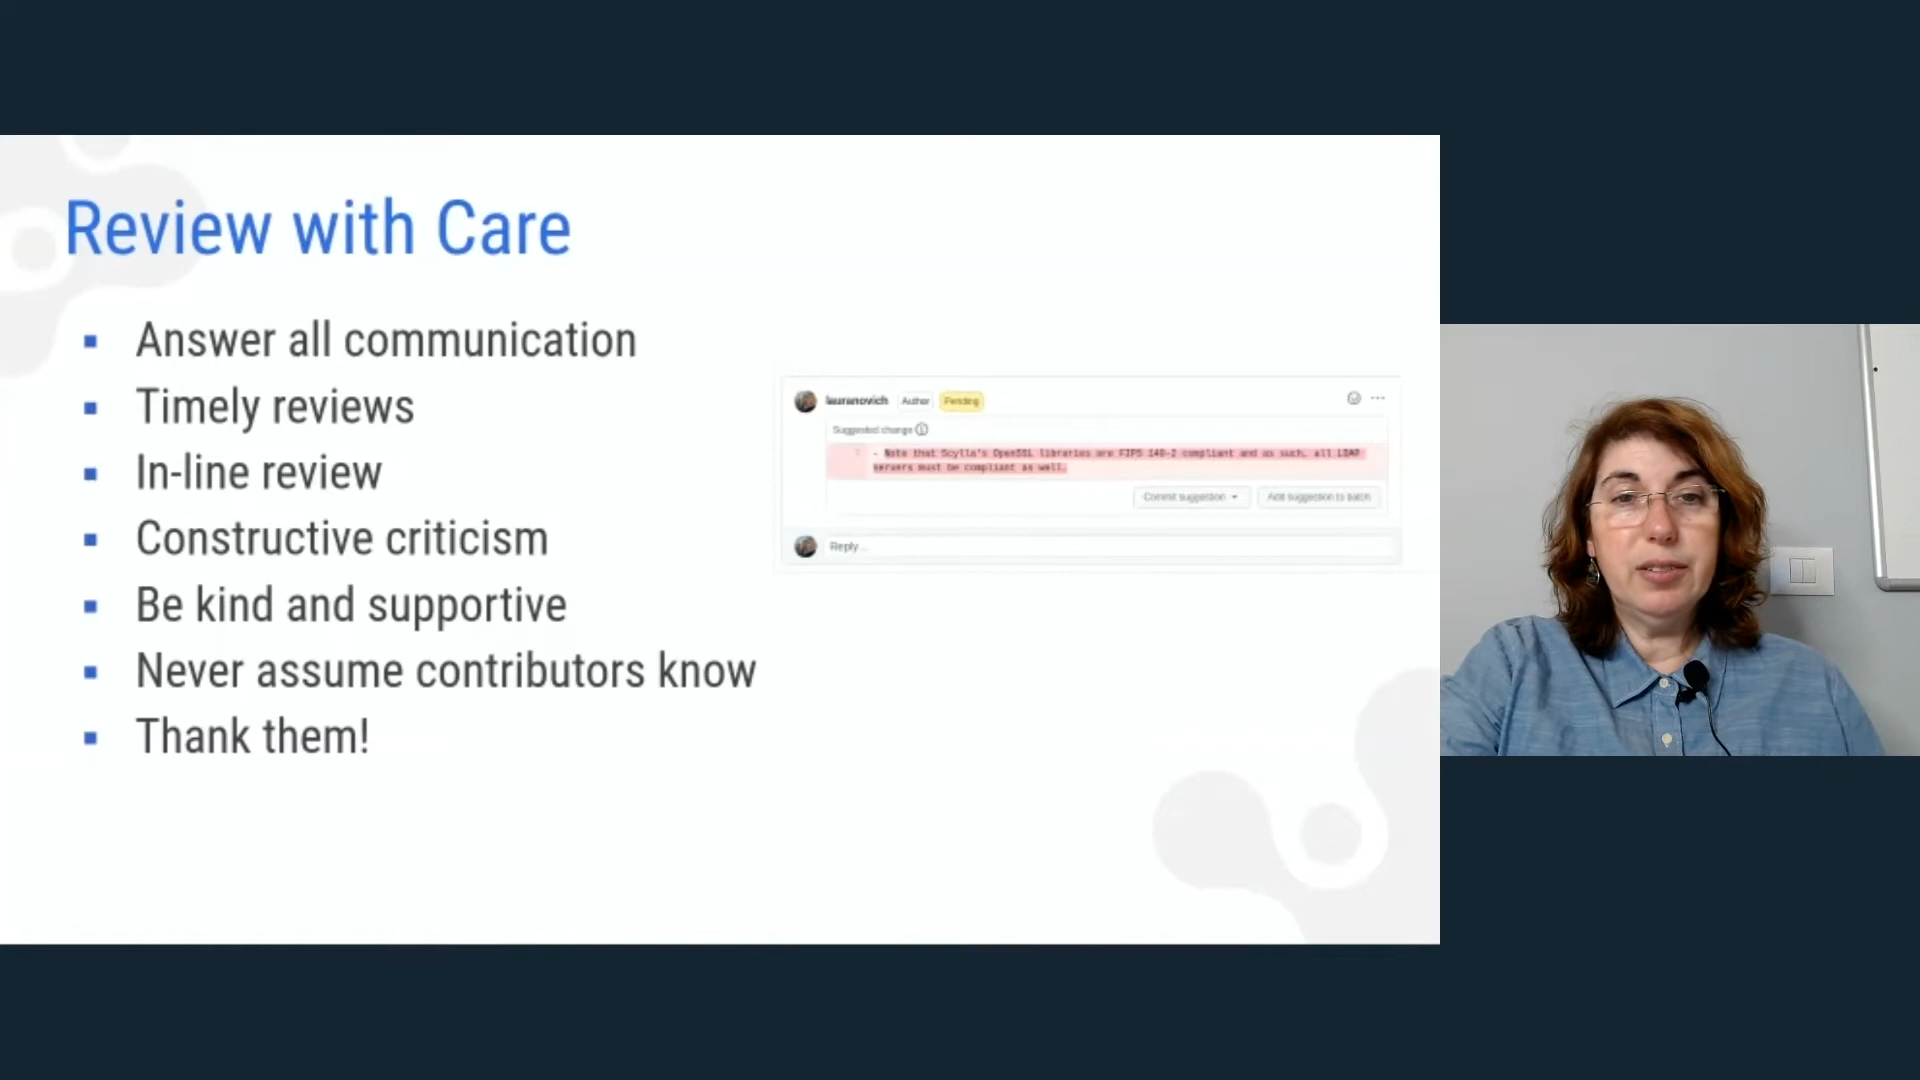 Review with Care
Answer all communication
Timely reviews
In-line review
Constructive criticism
Be kind and supportive
Never assume contributors know
Thank them!
lauranovich Author Pending
Suggested change
- Note that Scylla's OpenSSL libraries are FIPS 140-2 compliant and as such, all LDAP
servers must be compliant as well.
Commit suggestion Add suggestion to batch
Reply...